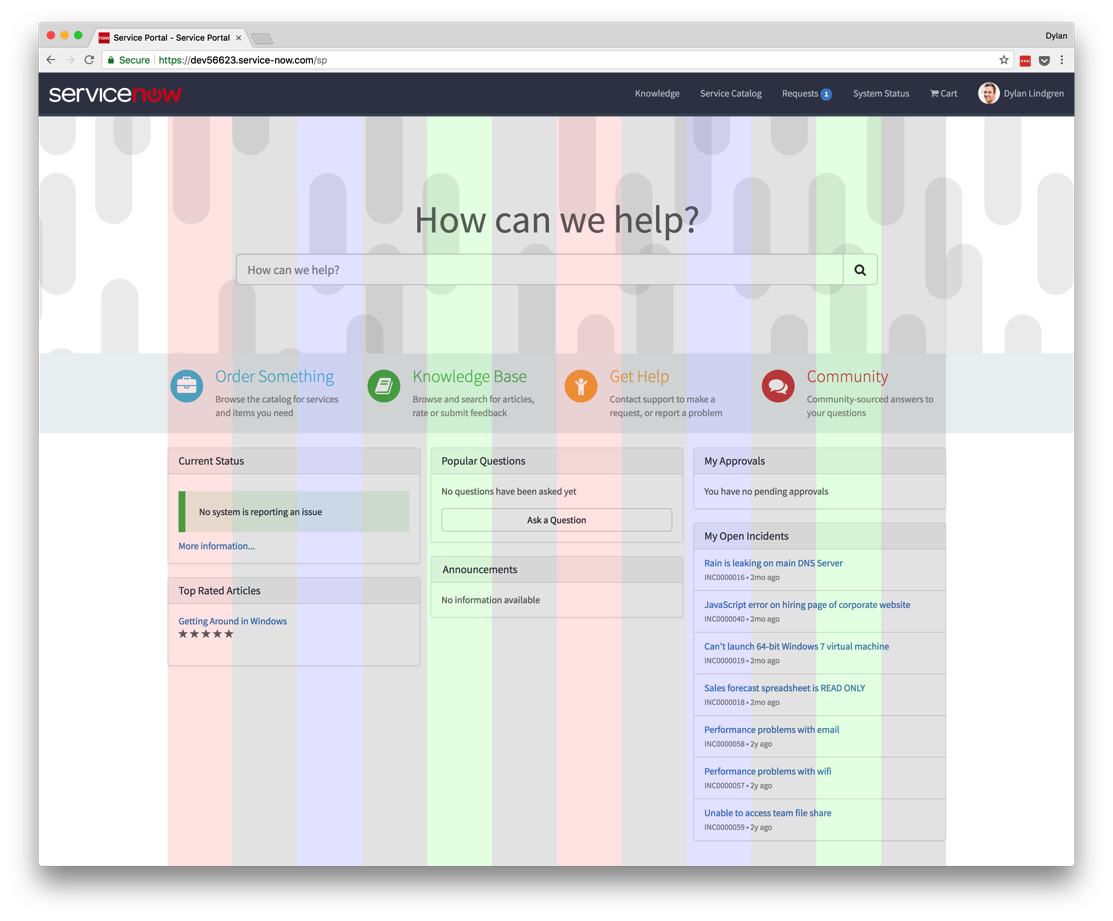 now Service Portal - Service Portal ×
Dylan
Secure https://dev56623.service-now.com/sp
servicenow
Knowledge Service Catalog Requests 1 System Status Cart Dylan Lindgren
How can we help?
How can we help?
Order Something
Browse the catalog for services
and items you need
Knowledge Base
Browse and search for articles,
rate or submit feedback
Get Help
Contact support to make a
request, or report a problem
Community
Community-sourced answers to
your questions
Current Status
No system is reporting an issue
More information...
Top Rated Articles
Getting Around in Windows
★★★★★
Popular Questions
No questions have been asked yet
Ask a Question
Announcements
No information available
My Approvals
You have no pending approvals
My Open Incidents
Rain is leaking on main DNS Server
INC0000016 • 2mo ago
JavaScript error on hiring page of corporate website
INC0000040 • 2mo ago
Can't launch 64-bit Windows 7 virtual machine
INC0000019 • 2mo ago
Sales forecast spreadsheet is READ ONLY
INC0000018 • 2mo ago
Performance problems with email
INC0000058 • 2y ago
Performance problems with wifi
INC0000057 • 2y ago
Unable to access team file share
INC0000059 • 2y ago